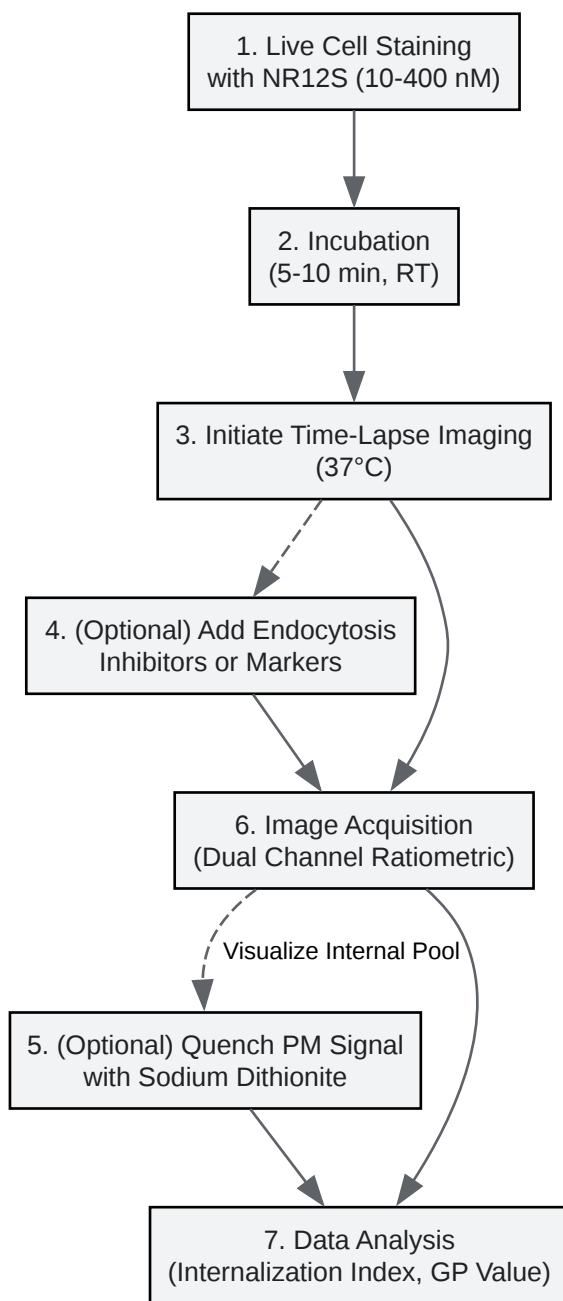 1. Live Cell Staining
with NR12S (10-400 nM)
2. Incubation
(5-10 min, RT)
3. Initiate Time-Lapse Imaging
(37°C)
4. (Optional) Add Endocytosis
Inhibitors or Markers
6. Image Acquisition
(Dual Channel Ratiometric)
Visualize Internal Pool
5. (Optional) Quench PM Signal
with Sodium Dithionite
7. Data Analysis
(Internalization Index, GP Value)